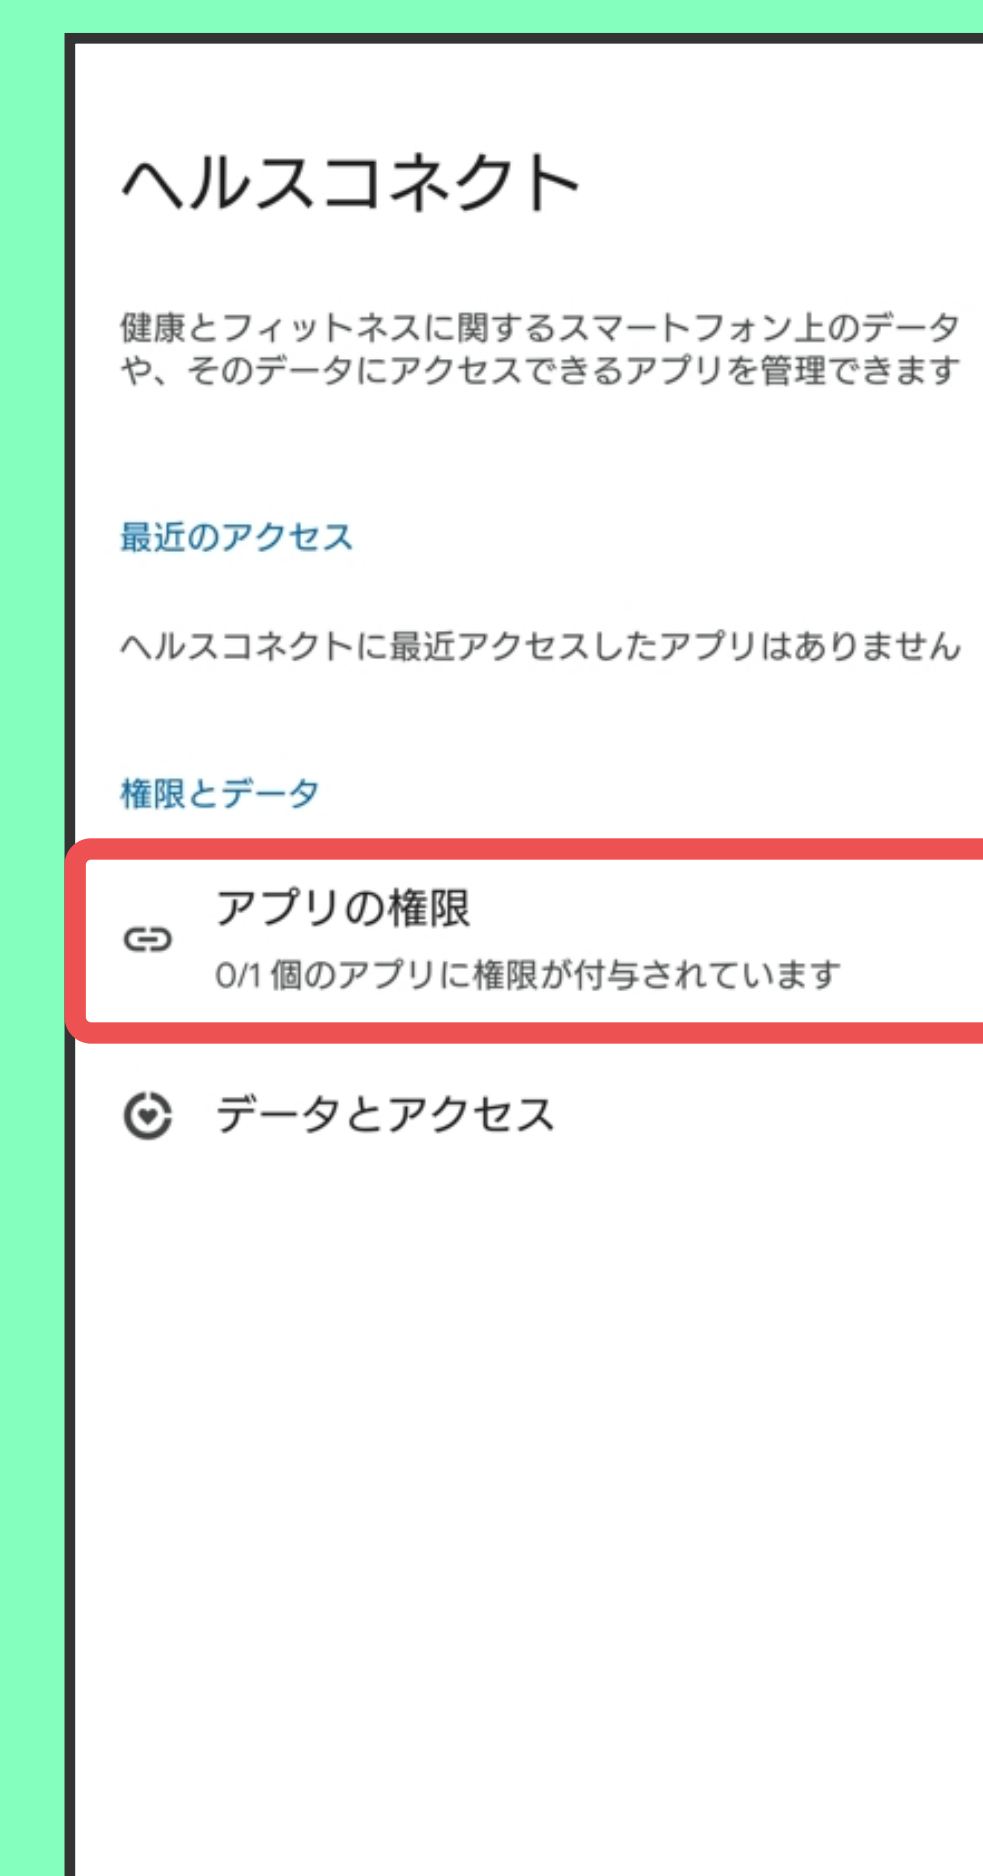 ヘルスコネクト
健康とフィットネスに関するスマートフォン上のデータ
や、そのデータにアクセスできるアプリを管理できます
最近のアクセス
ヘルスコネクトに最近アクセスしたアプリはありません
権限とデータ
アプリの権限
0/1 個のアプリに権限が付与されています
データとアクセス